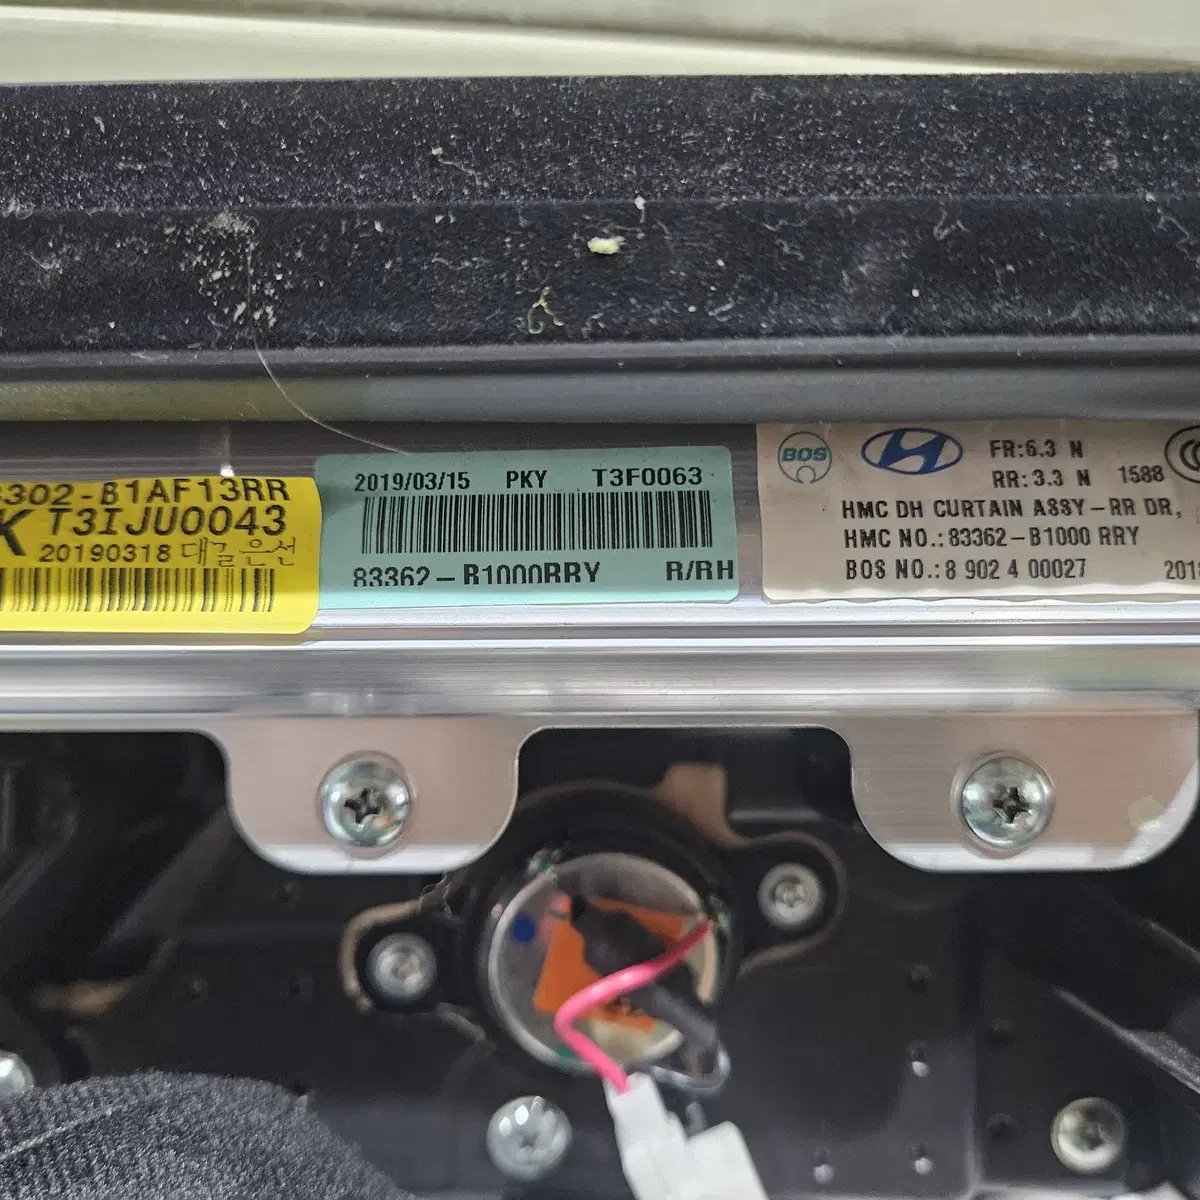 302-B1AF13RR
K T3IJU0043
20190318 대길은선
2019/03/15 PKY T3F0063
83362-B1000RRY R/RH
BOS
FR:6.3 N
RR:3.3 N 1588
HMC DH CURTAIN ASSY-RR DR,
HMC NO.:83362-B1000 RRY
BOS NO.:8 902 4 00027